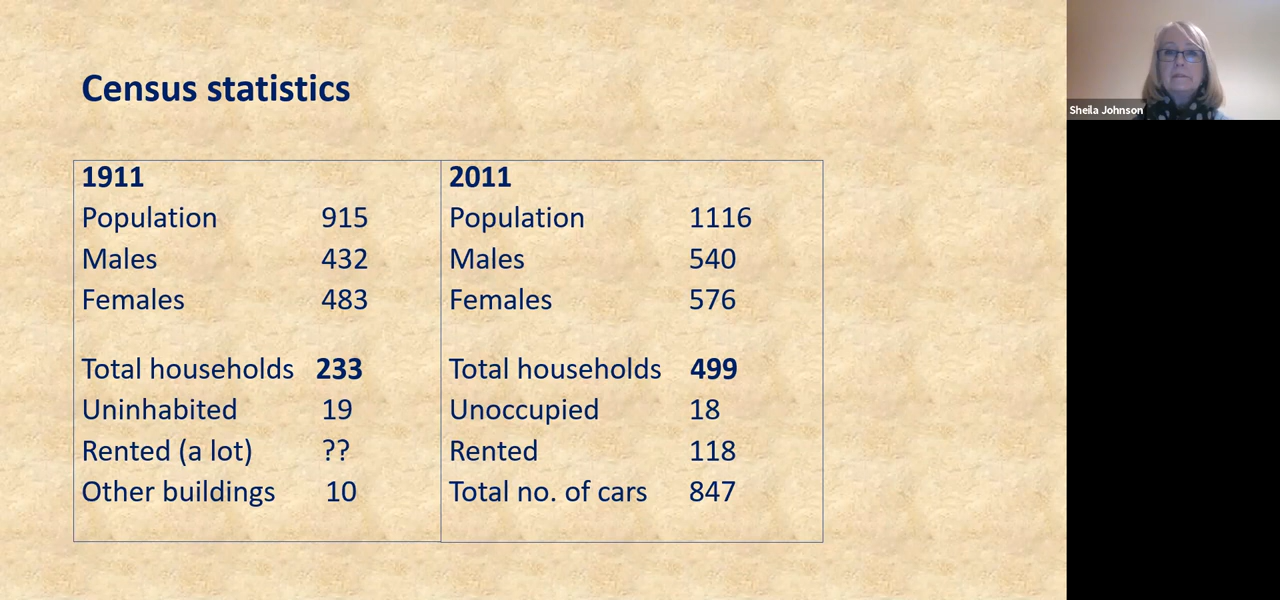 Census statistics
1911
Population 915
Males 432
Females 483
Total households 233
Uninhabited 19
Rented (a lot) ??
Other buildings 10
2011
Population 1116
Males 540
Females 576
Total households 499
Unoccupied 18
Rented 118
Total no. of cars 847
Sheila Johnson